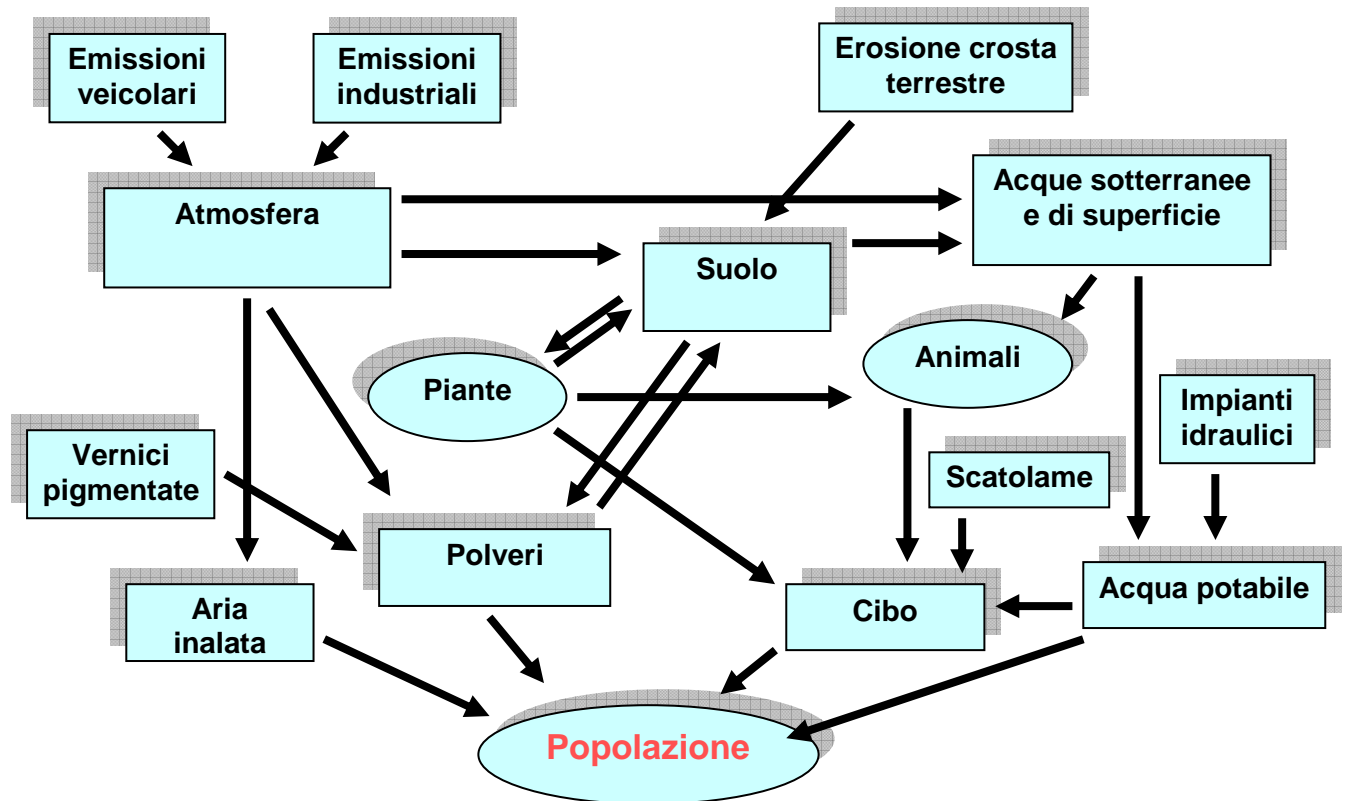 Emissioni
veicolari
Emissioni
industriali
Erosione crosta
terrestre
Atmosfera
Acque sotterranee
e di superficie
Suolo
Piante
Animali
Impianti
idraulici
Vernici
pigmentate
Scatolame
Polveri
Aria
inalata
Cibo
Acqua potabile
Popolazione